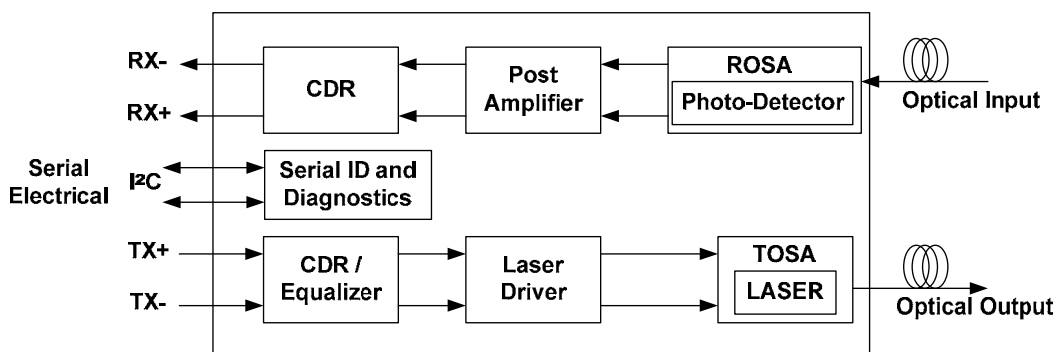 RX-
RX+
CDR
Post
Amplifier
ROSA
Photo-Detector
Optical Input
Serial
Electrical
I²C
Serial ID and
Diagnostics
TX+
TX-
CDR /
Equalizer
Laser
Driver
TOSA
LASER
Optical Output